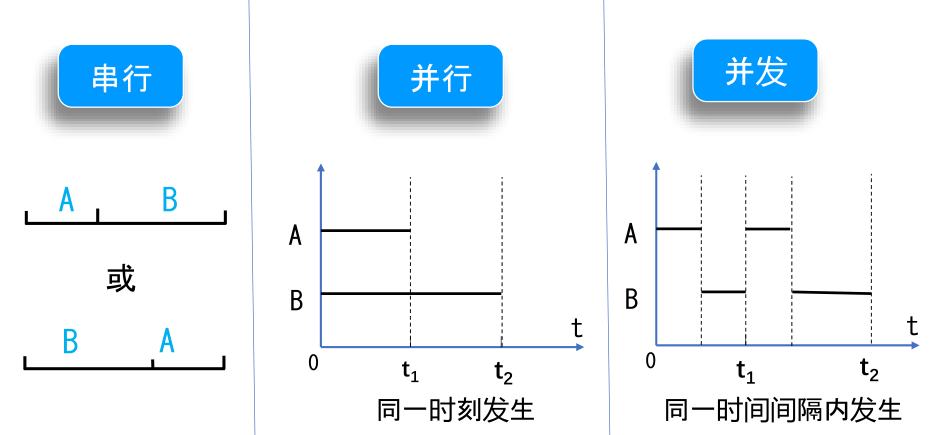 串行
A B
或
B A
并行
A
B
t
0 t1 t2
同一时刻发生
并发
A
B
t
0 t1 t2
同一时间间隔内发生